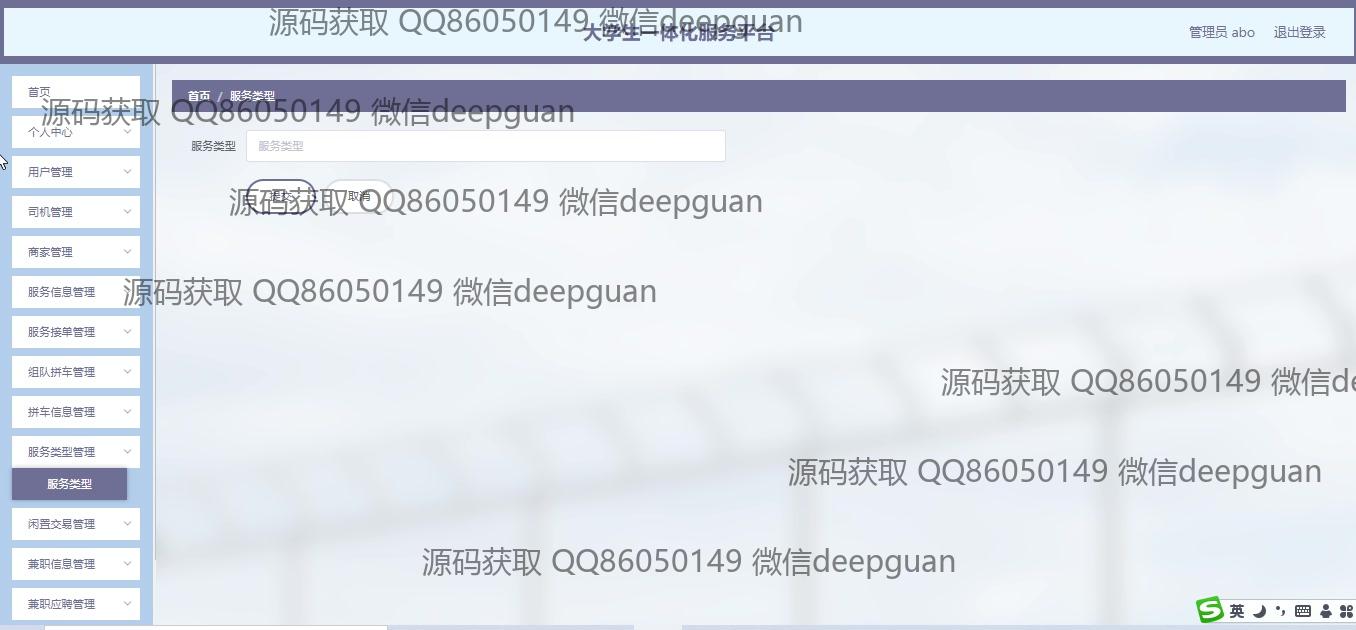 源码获取 QQ86050149 微信deepguan
大学生一体化服务平台
管理员 abo 退出登录
首页
首页 / 服务类型
源码获取 QQ86050149 微信deepguan
个人中心
服务类型 服务类型
用户管理
提交 取消
源码获取 QQ86050149 微信deepguan
司机管理
商家管理
服务信息管理
源码获取 QQ86050149 微信deepguan
服务接单管理
组队拼车管理
源码获取 QQ86050149 微信de
拼车信息管理
服务类型管理
源码获取 QQ86050149 微信deepguan
服务类型
闲置交易管理
兼职信息管理
源码获取 QQ86050149 微信deepguan
兼职应聘管理
英